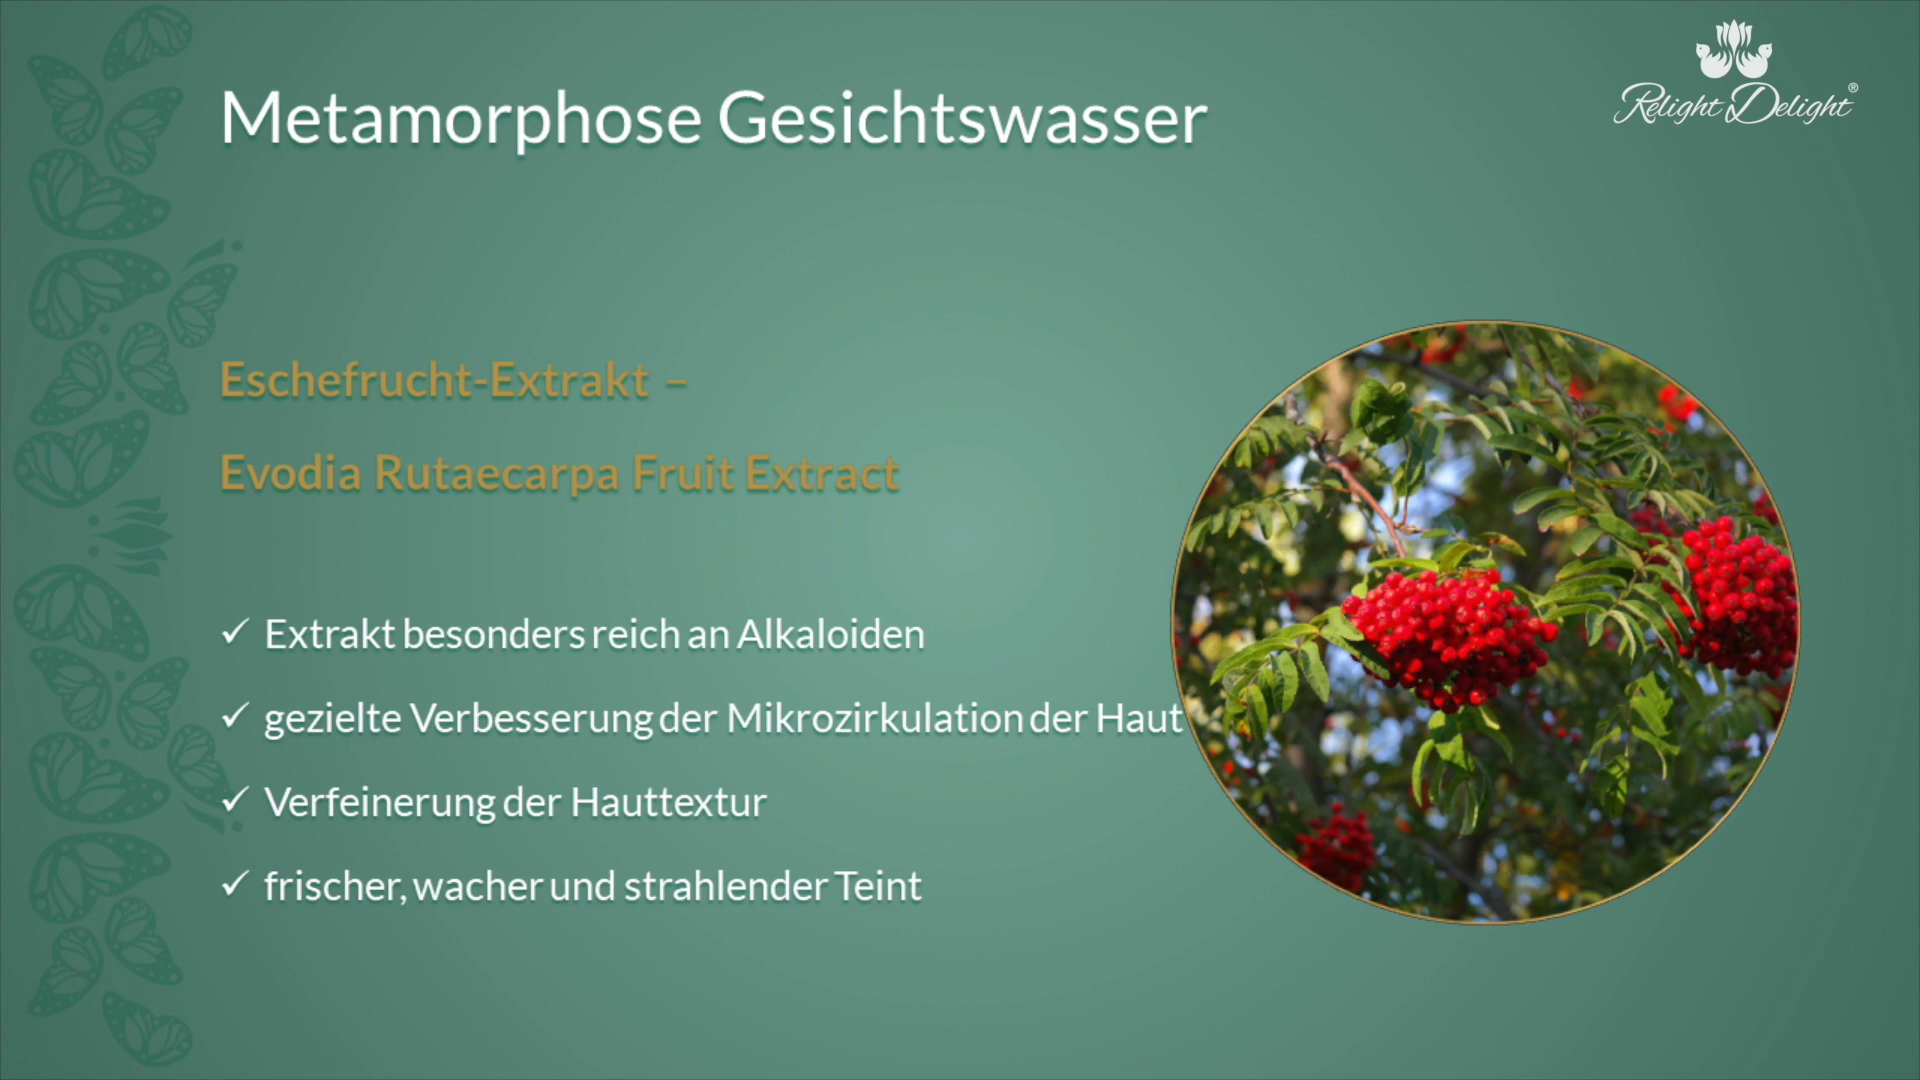 Relight Delight®
Metamorphose Gesichtswasser
Eschefrucht-Extrakt –
Evodia Rutaecarpa Fruit Extract
✓ Extrakt besonders reich an Alkaloiden
✓ gezielte Verbesserung der Mikrozirkulation der Haut
✓ Verfeinerung der Hauttextur
✓ frischer, wacher und strahlender Teint